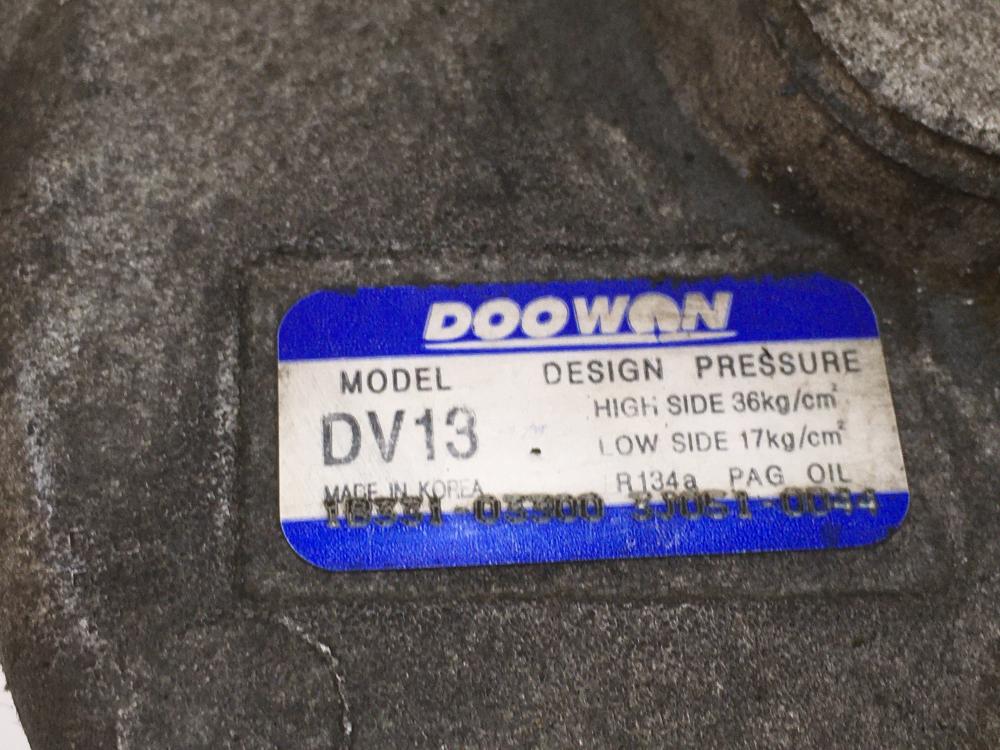 DOOWON
MODEL
DESIGN PRESSURE
DV13
HIGH SIDE 36kg/cm²
LOW SIDE 17kg/cm²
MADE IN KOREA
R134a PAG OIL